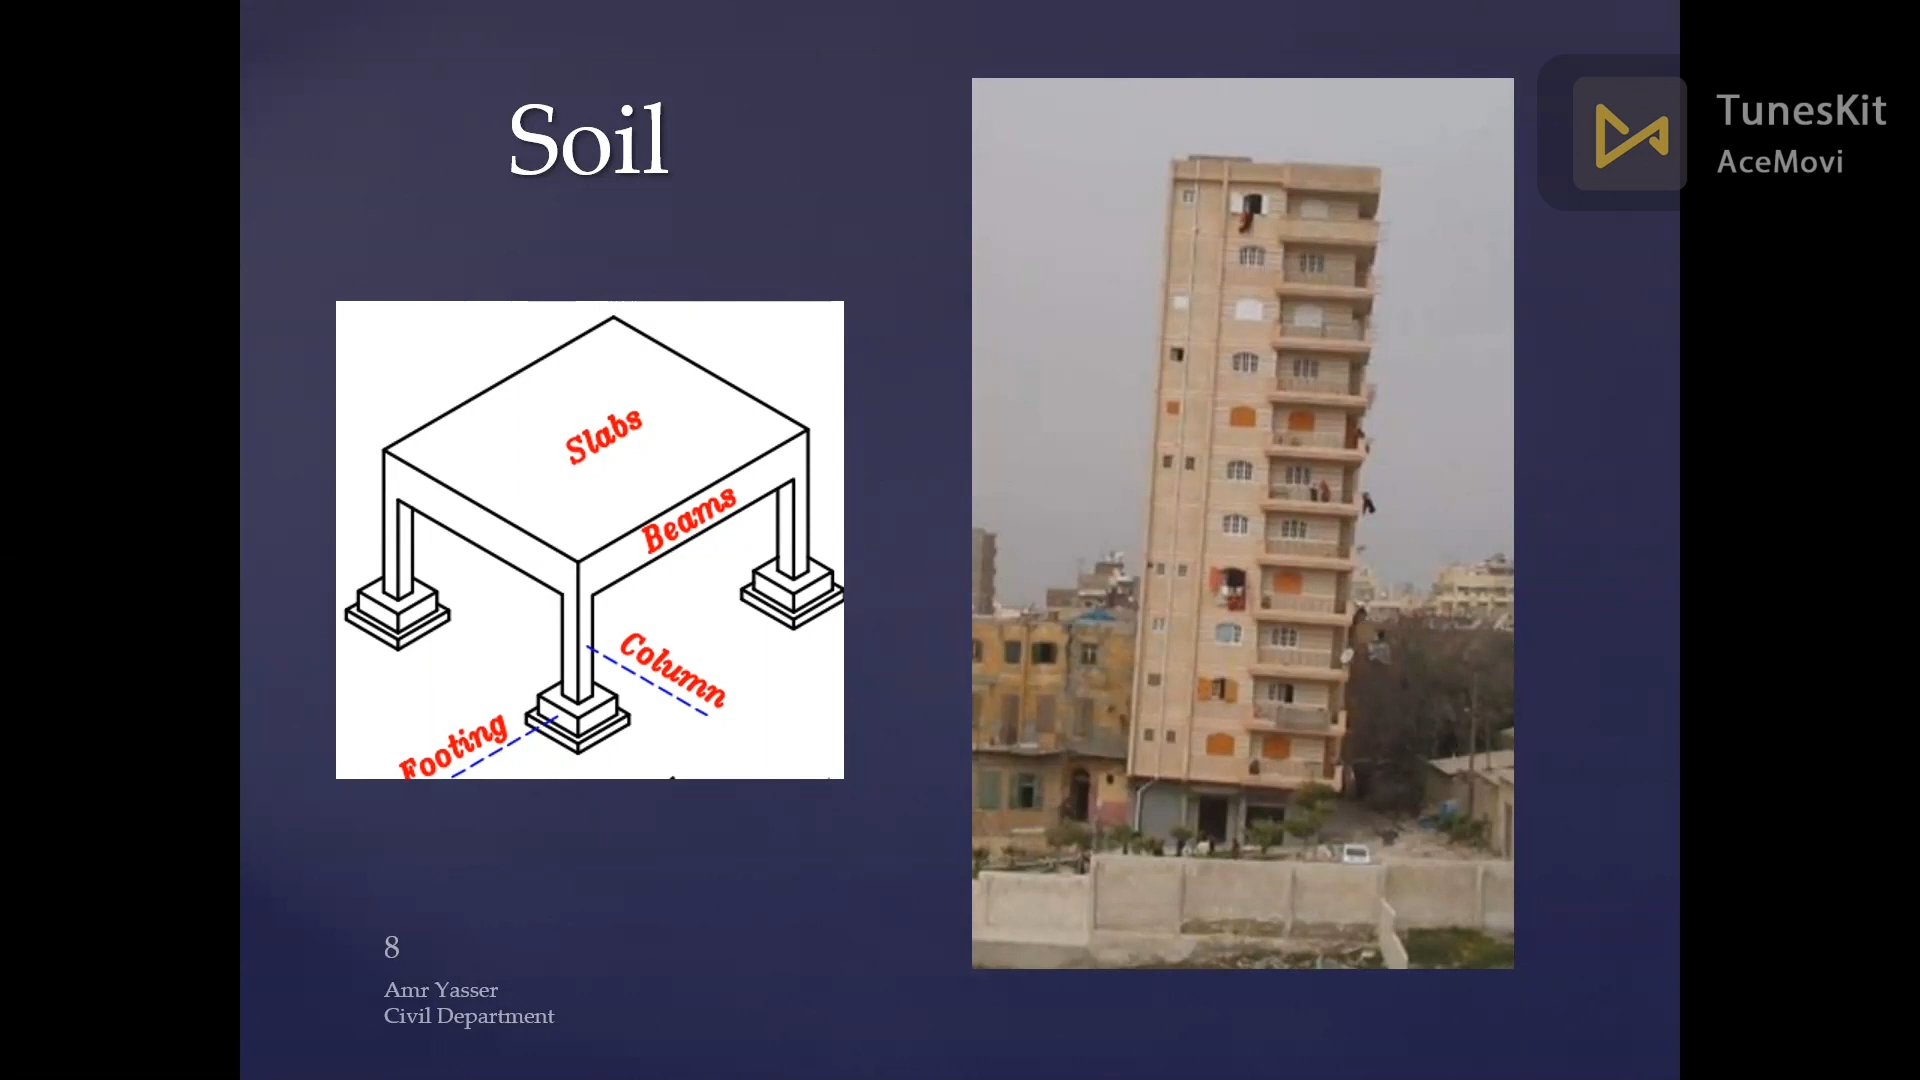 Soil
Slabs
Beams
Column
Footing
8
Amr Yasser
Civil Department
TunesKit
AceMovi